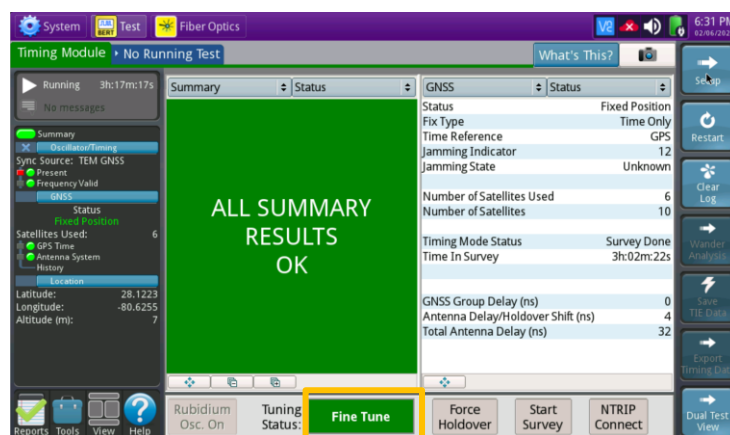 System
Test
Fiber Optics
6:31 PM
02/06/202
Timing Module ▸ No Running Test
What's This?
Running 3h:17m:17s
No messages
Summary
Oscillator/Timing
Sync Source: TEM GNSS
Present
Frequency Valid
GNSS
Status
Fixed Position
Satellites Used: 6
GPS Time
Antenna System
History
Location
Latitude: 28.1223
Longitude: -80.6255
Altitude (m): 7
Summary
Status
ALL SUMMARY
RESULTS
OK
GNSS
Status
Status Fixed Position
Fix Type Time Only
Time Reference GPS
Jamming Indicator 12
Jamming State Unknown
Number of Satellites Used 6
Number of Satellites 10
Timing Mode Status Survey Done
Time In Survey 3h:02m:22s
GNSS Group Delay (ns) 0
Antenna Delay/Holdover Shift (ns) 4
Total Antenna Delay (ns) 32
Setup
Restart
Clear
Log
Wander
Analysis
Save
TIE Data
Export
Timing Dat
Dual Test
View
Reports
Tools
View
Help
Rubidium
Osc. On
Tuning
Status:
Fine Tune
Force
Holdover
Start
Survey
NTRIP
Connect